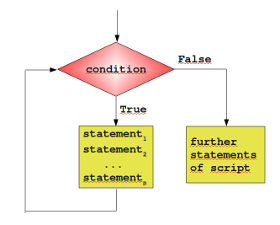 False
condition
True
statement₁
statement₂
...
statementₙ
further
statements
of script